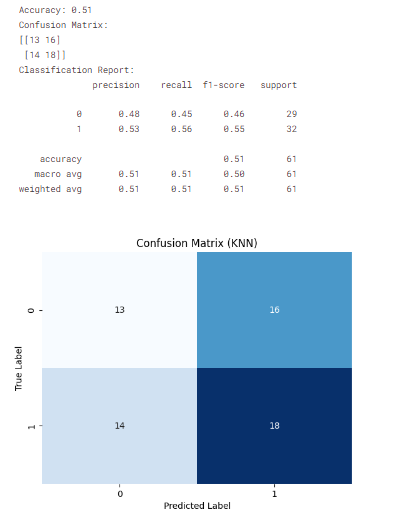 Accuracy: 0.51
Confusion Matrix:
[[13 16]
 [14 18]]
Classification Report:
precision recall f1-score support
0 0.48 0.45 0.46 29
1 0.53 0.56 0.55 32
accuracy 0.51 61
macro avg 0.51 0.51 0.50 61
weighted avg 0.51 0.51 0.51 61
Confusion Matrix (KNN)
0 13 16
True Label
1 14 18
0 1
Predicted Label